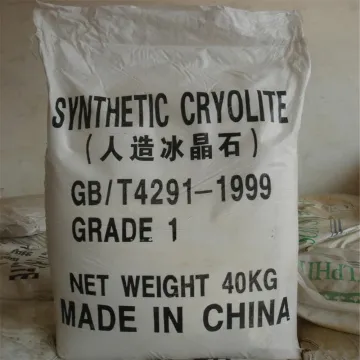 SYNTHETIC CRYOLITE
(人造冰晶石)
GB/T4291-1999
GRADE 1
NET WEIGHT 40KG
MADE IN CHINA